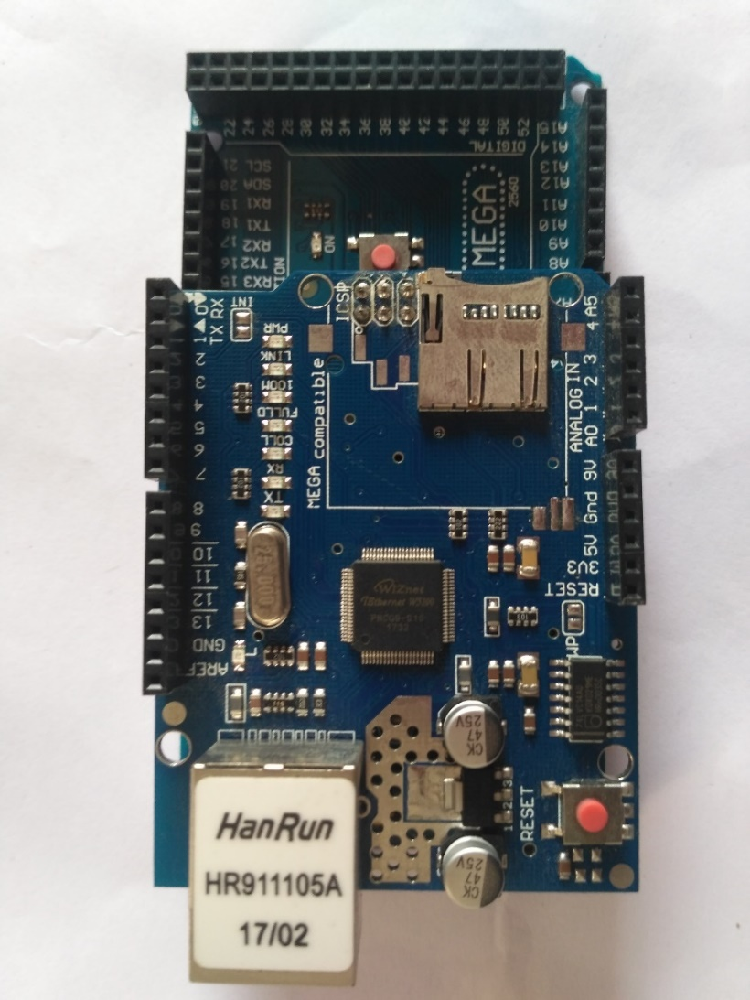 22 24 26 28 30 32 34 36 38 40 42 44 46 48 50 52
DIGITAL
A15
A14
A13
A12
A11
A10
A9
A8
SCL 21
SDA 20
RX1 19
TX1 18
RX2 17
TX2 16
RX3 15
ON
MEGA
2560
ICSP
RX
TX
0
1
2
3
4
5
6
7
8
9
10
11
12
13
GND
AREF
INT
PWR
LINK
100M
FULLD
COLL
RX
TX
L
MEGA compatible
ANALOG IN
A0 1 2 3 4 A5
RESET 3V3 5V Gnd 9V
WP
WIZnet
iEthernet
103
CK
47
25V
1 2 3
CK
47
25V
RESET
HanRun
HR911105A
17/02